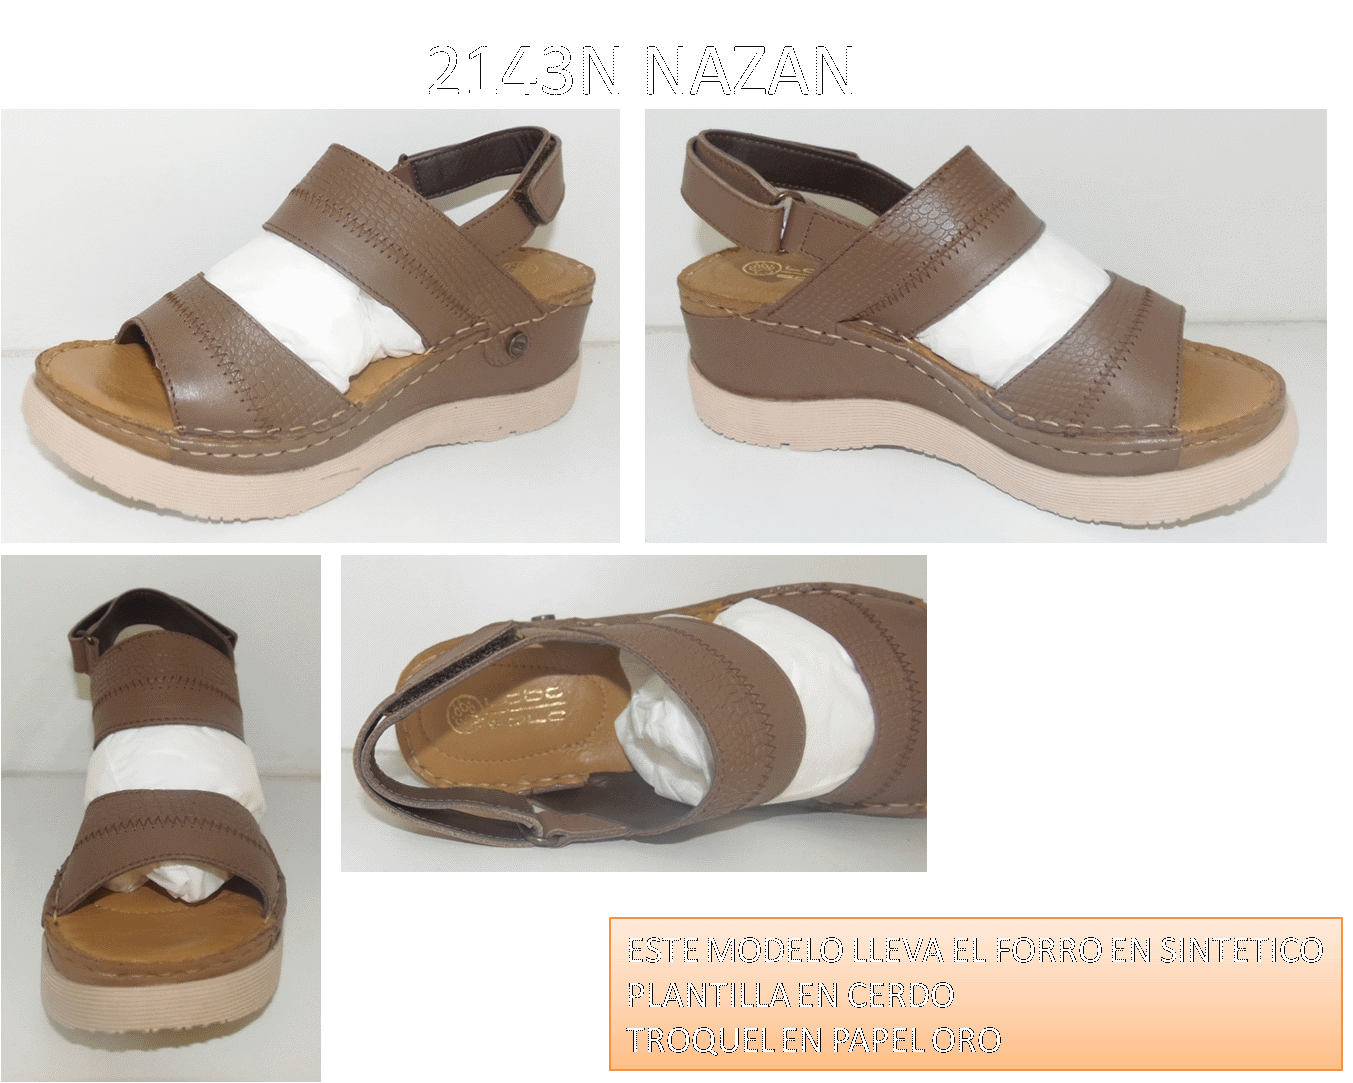 2143N NAZAN
ESTE MODELO LLEVA EL FORRO EN SINTETICO
PLANTILLA EN CERDO
TROQUEL EN PAPEL ORO